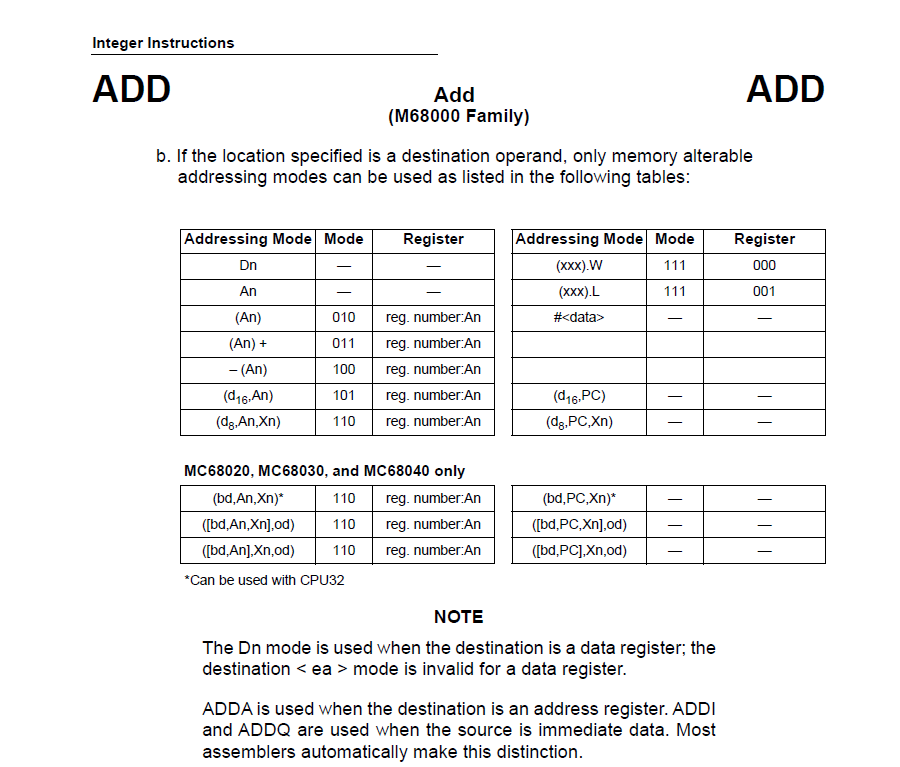 Integer Instructions
ADD Add ADD
(M68000 Family)
b. If the location specified is a destination operand, only memory alterable
addressing modes can be used as listed in the following tables:
Addressing Mode Mode Register Addressing Mode Mode Register
Dn — — (xxx).W 111 000
An — — (xxx).L 111 001
(An) 010 reg. number:An #<data> — —
(An) + 011 reg. number:An
– (An) 100 reg. number:An
(d16,An) 101 reg. number:An (d16,PC) — —
(d8,An,Xn) 110 reg. number:An (d8,PC,Xn) — —
MC68020, MC68030, and MC68040 only
(bd,An,Xn)* 110 reg. number:An (bd,PC,Xn)* — —
([bd,An,Xn],od) 110 reg. number:An ([bd,PC,Xn],od) — —
([bd,An],Xn,od) 110 reg. number:An ([bd,PC],Xn,od) — —
*Can be used with CPU32
NOTE
The Dn mode is used when the destination is a data register; the
destination < ea > mode is invalid for a data register.
ADDA is used when the destination is an address register. ADDI
and ADDQ are used when the source is immediate data. Most
assemblers automatically make this distinction.